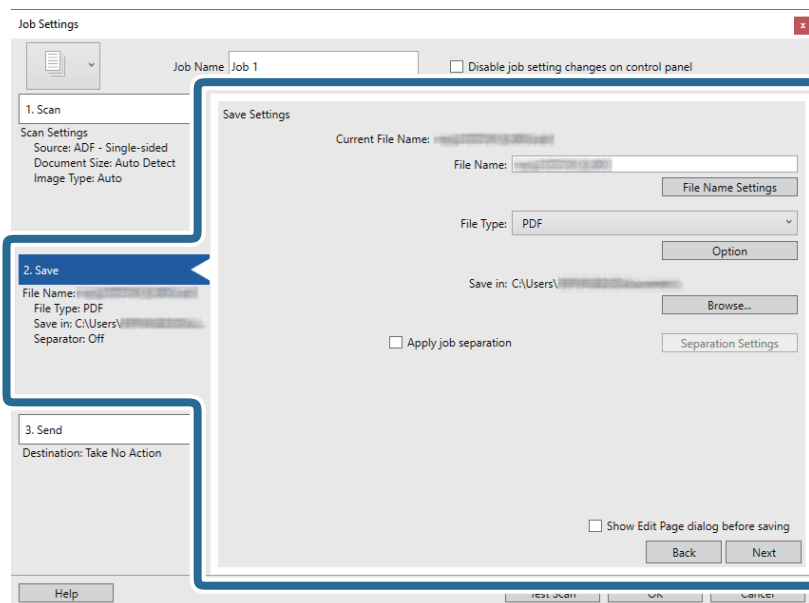 Job Settings
x
Job Name Job 1
Disable job setting changes on control panel
1. Scan
Scan Settings
Source: ADF - Single-sided
Document Size: Auto Detect
Image Type: Auto
2. Save
File Name:
File Type: PDF
Save in: C:\Users\
Separator: Off
3. Send
Destination: Take No Action
Save Settings
Current File Name:
File Name:
File Name Settings
File Type: PDF
Option
Save in: C:\Users\
Browse...
Apply job separation
Separation Settings
Show Edit Page dialog before saving
Back Next
Help Test Scan OK Cancel